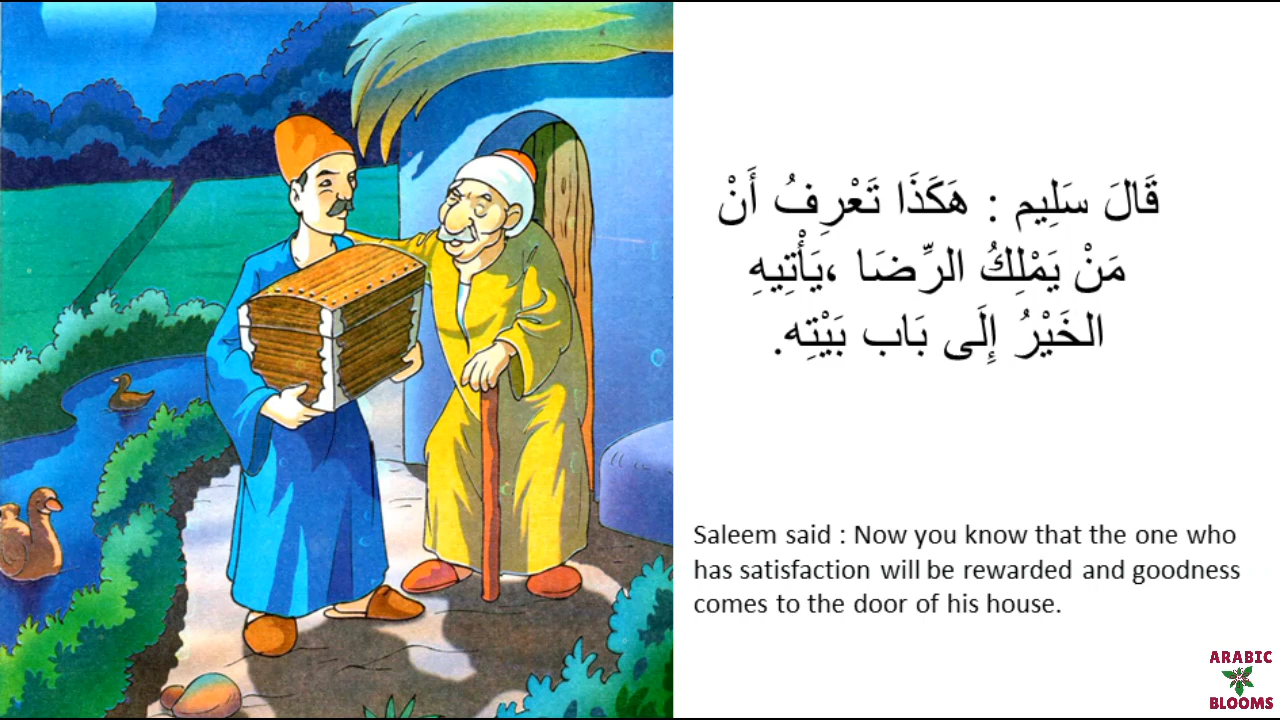 قَالَ سَلِيم : هَكَذَا تَعْرِفُ أَنْ
مَنْ يَمْلِكُ الرِّضَا ،يَأْتِيهِ
الخَيْرُ إِلَى بَاب بَيْتِه.
Saleem said : Now you know that the one who
has satisfaction will be rewarded and goodness
comes to the door of his house.
ARABIC
BLOOMS